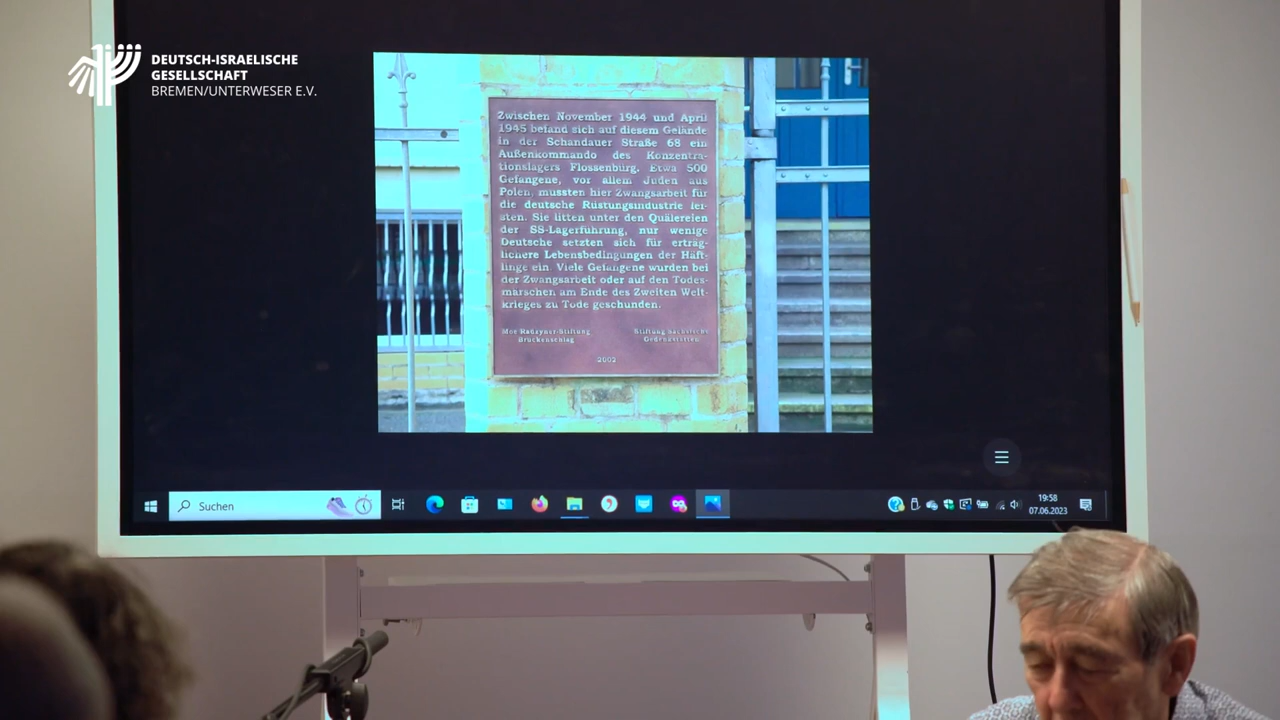 DEUTSCH-ISRAELISCHE
GESELLSCHAFT
BREMEN/UNTERWESER E.V.
Zwischen November 1944 und April
1945 befand sich auf diesem Gelände
in der Schandauer Straße 68 ein
Außenkommando des Konzentra-
tionslagers Flossenbürg. Etwa 500
Gefangene, vor allem Juden aus
Polen, mussten hier Zwangsarbeit für
die deutsche Rüstungsindustrie lei-
sten. Sie litten unter den Quälereien
der SS-Lagerführung, nur wenige
Deutsche setzten sich für erträg-
lichere Lebensbedingungen der Häft-
linge ein. Viele Gefangene wurden bei
der Zwangsarbeit oder auf den Todes-
märschen am Ende des Zweiten Welt-
krieges zu Tode geschunden.
Stiftung Sächsische
Brückenschlag
Gedenkstätten
2002
Suchen
19:58
07.06.2023